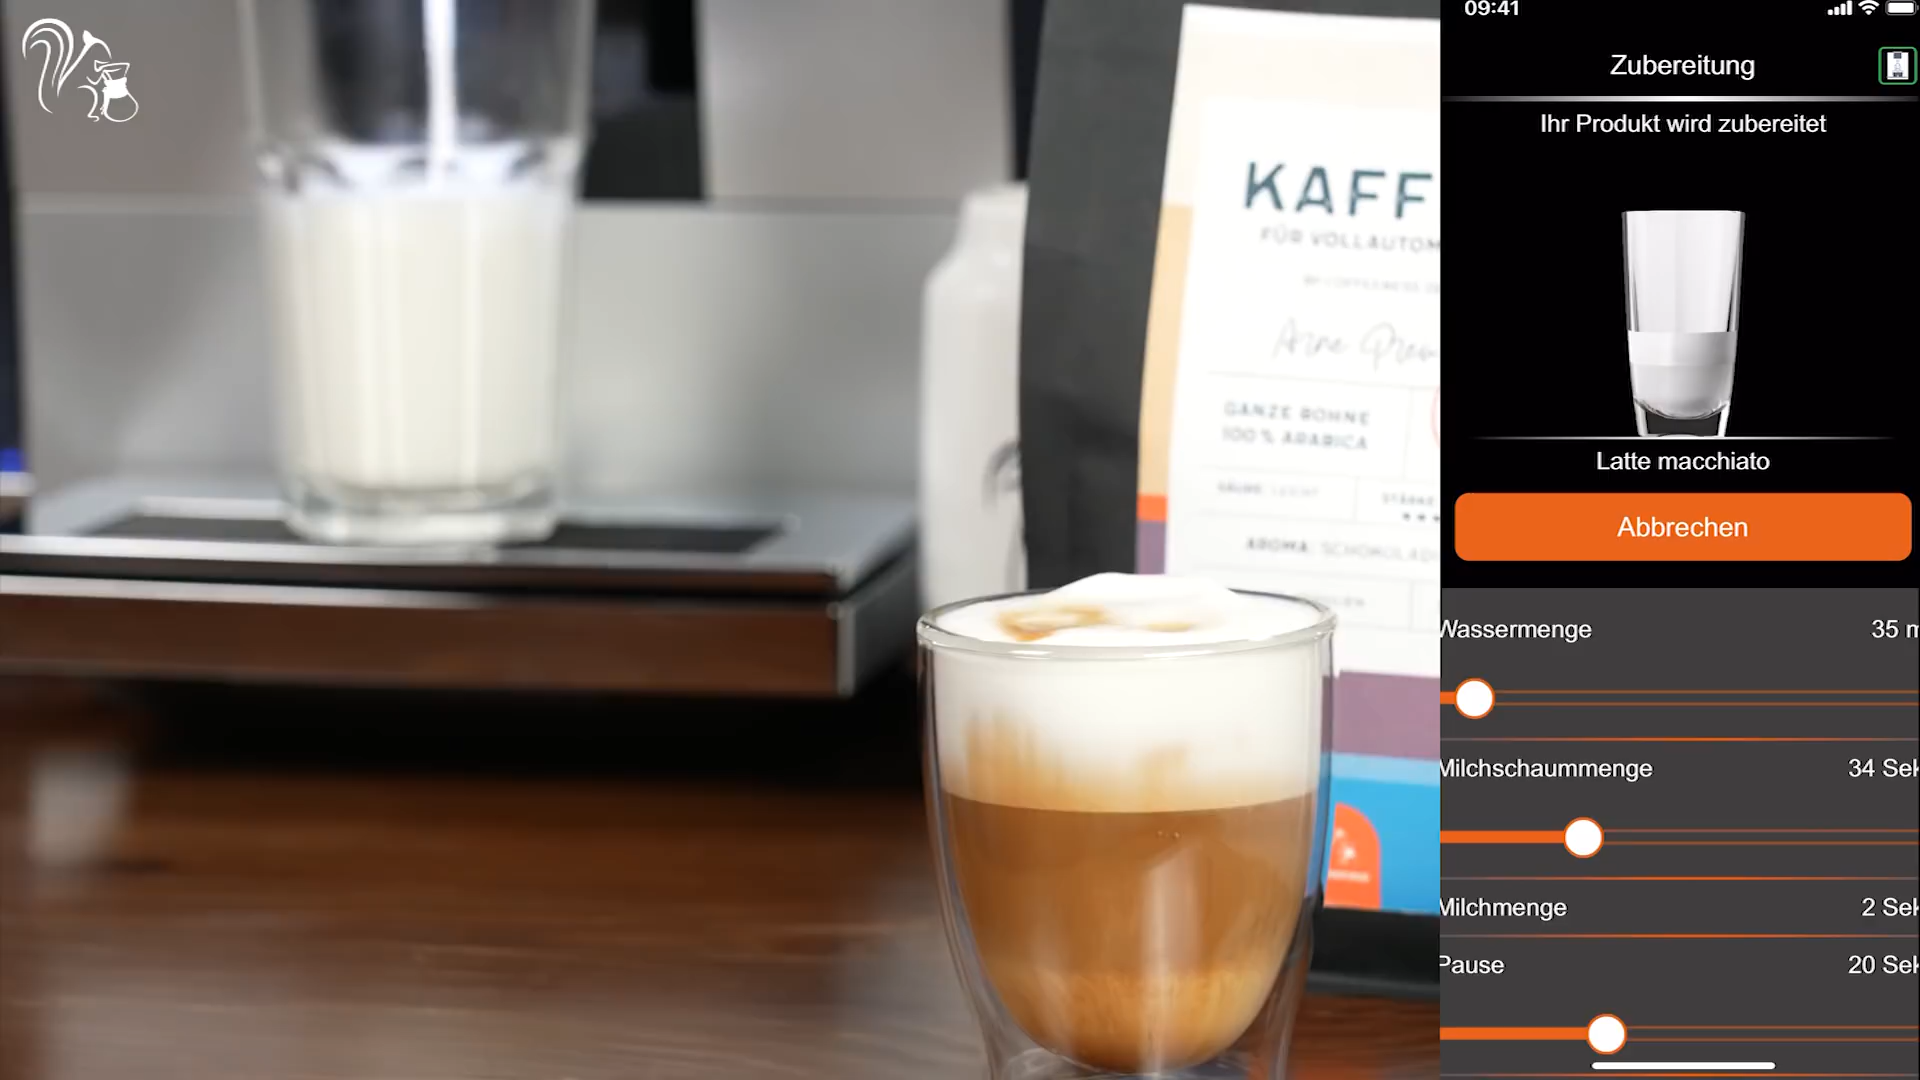 KAFF
FÜR VOLLAUTOM
GANZE BOHNE
100 % ARABICA
AROMA: SCHOKOLADI
09:41
Zubereitung
Ihr Produkt wird zubereitet
Latte macchiato
Abbrechen
Wassermenge 35 m
Milchschaummenge 34 Sek
Milchmenge 2 Sek
Pause 20 Sek